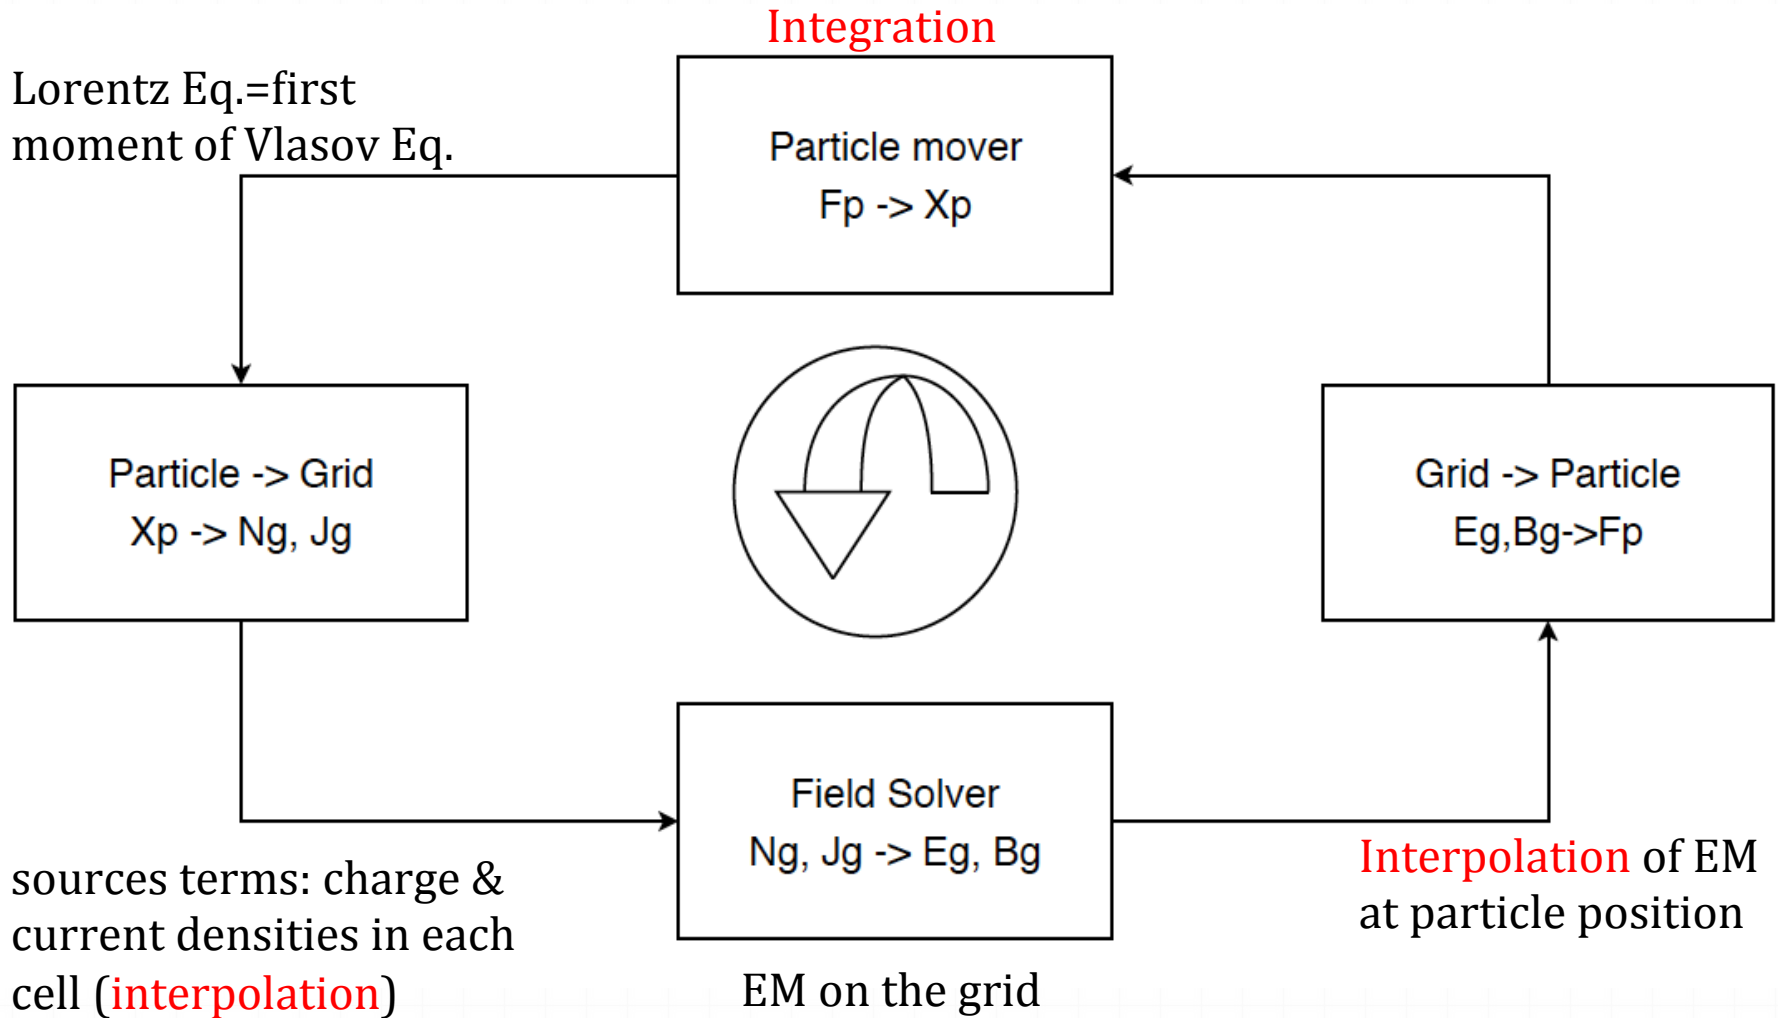 Integration
Lorentz Eq.=first
moment of Vlasov Eq.
Particle mover
Fp -> Xp
Particle -> Grid
Xp -> Ng, Jg
Grid -> Particle
Eg,Bg->Fp
Field Solver
Ng, Jg -> Eg, Bg
sources terms: charge &
current densities in each
cell (interpolation)
EM on the grid
Interpolation of EM
at particle position